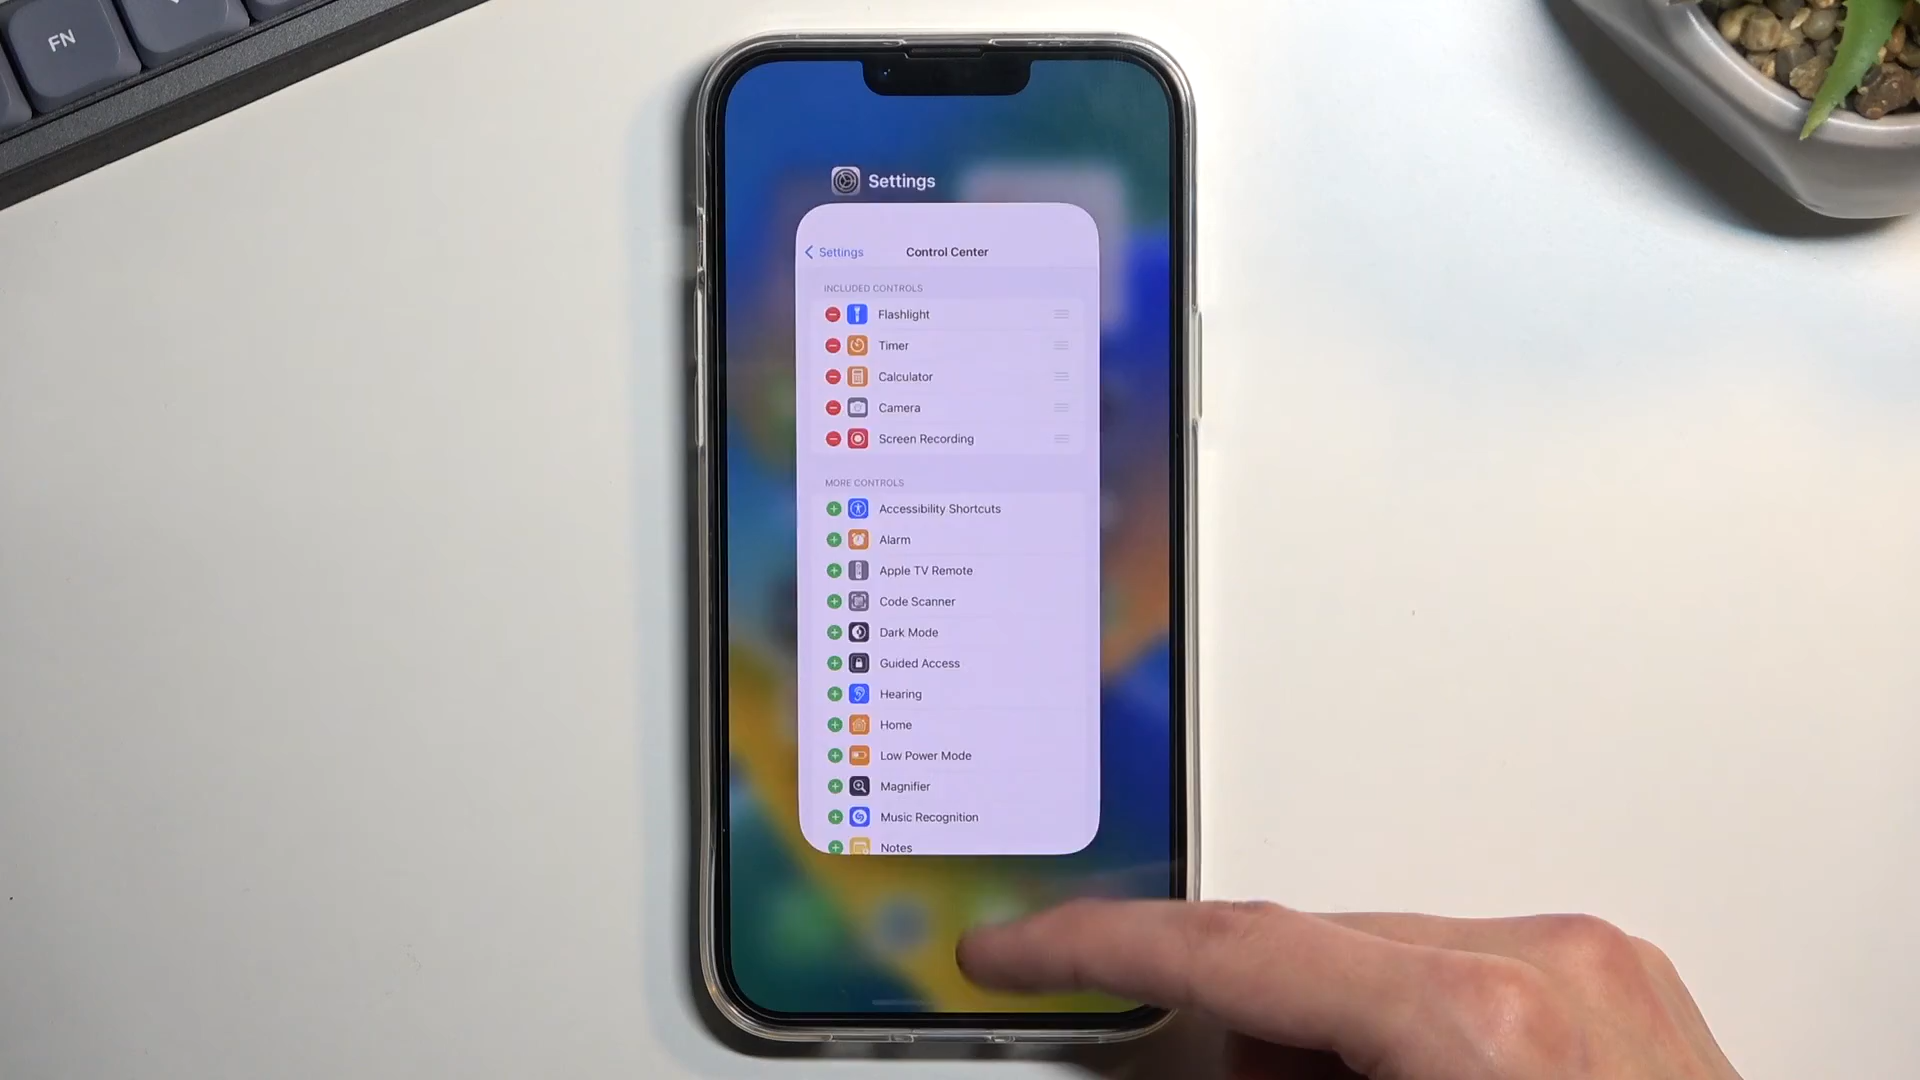 FN
Settings
Settings
Control Center
INCLUDED CONTROLS
Flashlight
Timer
Calculator
Camera
Screen Recording
MORE CONTROLS
Accessibility Shortcuts
Alarm
Apple TV Remote
Code Scanner
Dark Mode
Guided Access
Hearing
Home
Low Power Mode
Magnifier
Music Recognition
Notes